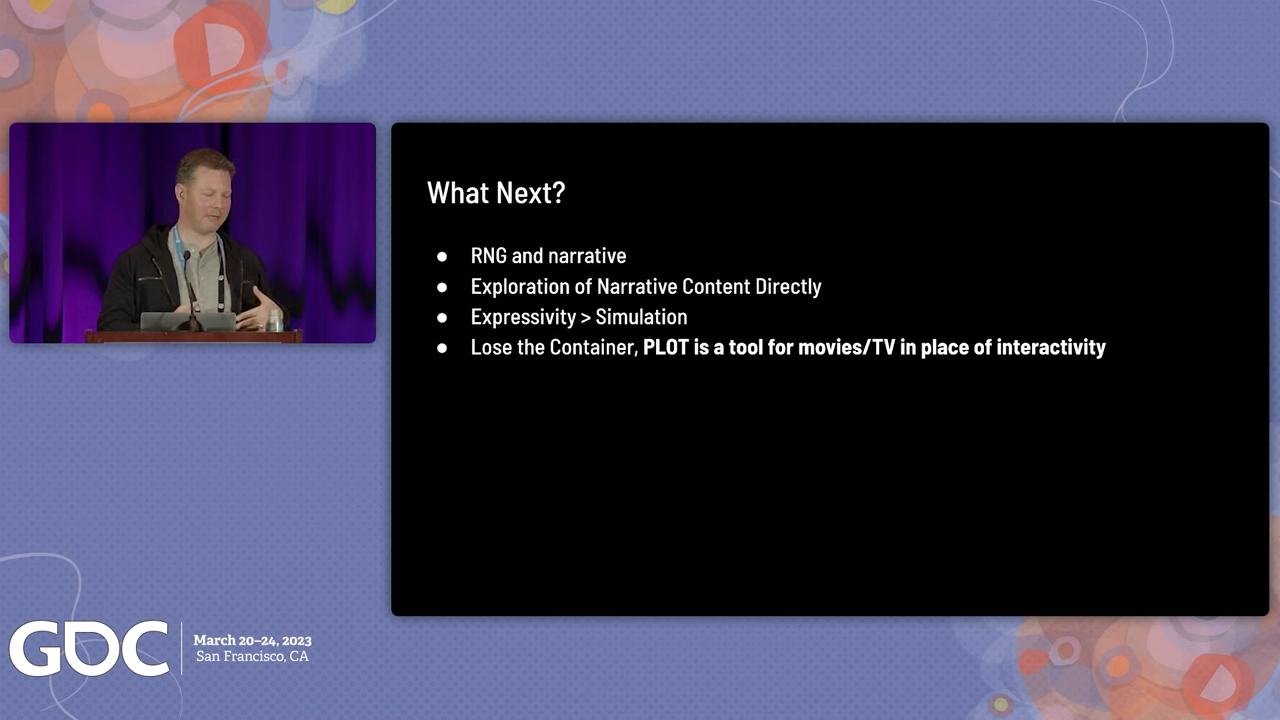 What Next?
● RNG and narrative
● Exploration of Narrative Content Directly
● Expressivity > Simulation
● Lose the Container, PLOT is a tool for movies/TV in place of interactivity
GDC
March 20–24, 2023
San Francisco, CA